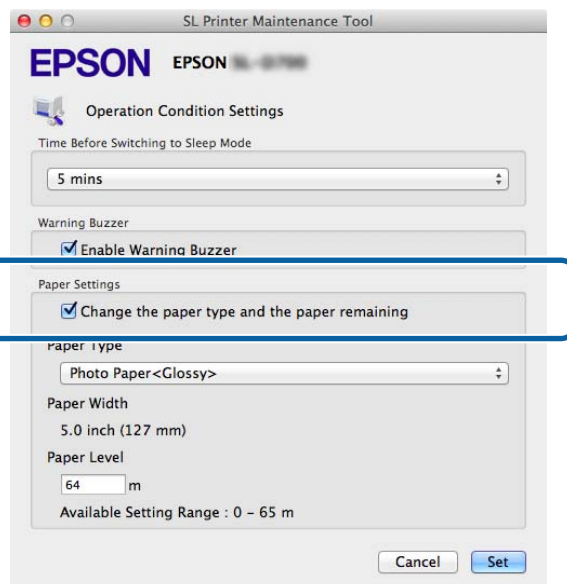 SL Printer Maintenance Tool
EPSON EPSON
Operation Condition Settings
Time Before Switching to Sleep Mode
5 mins
Warning Buzzer
Enable Warning Buzzer
Paper Settings
Change the paper type and the paper remaining
Paper Type
Photo Paper<Glossy>
Paper Width
5.0 inch (127 mm)
Paper Level
64 m
Available Setting Range : 0 – 65 m
Cancel Set